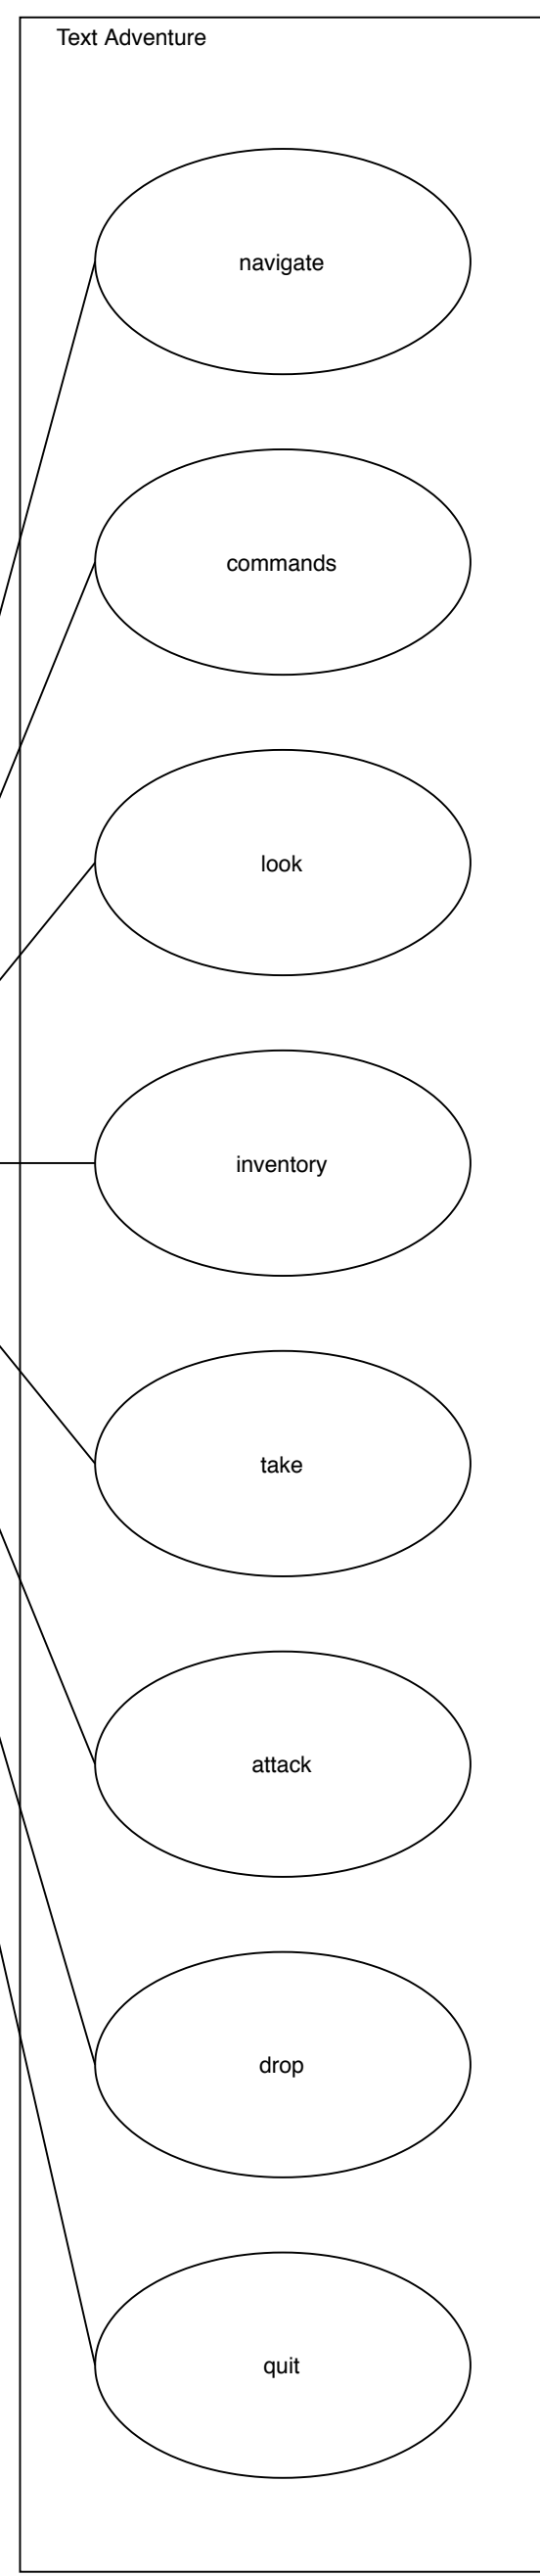 Text Adventure
navigate
commands
look
inventory
take
attack
drop
quit